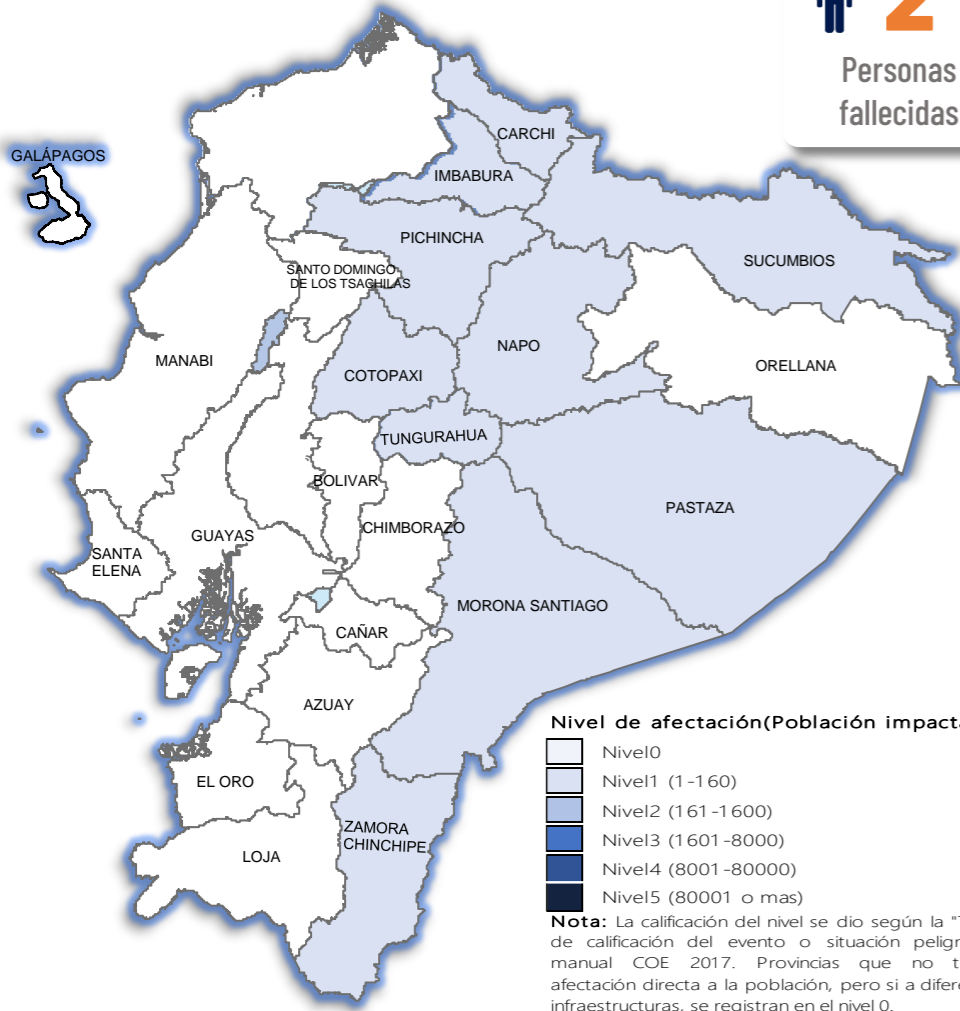 2
Personas
fallecidas
GALÁPAGOS
CARCHI
IMBABURA
PICHINCHA
SUCUMBIOS
SANTO DOMINGO
DE LOS TSACHILAS
NAPO
MANABI
ORELLANA
COTOPAXI
TUNGURAHUA
BOLIVAR
PASTAZA
CHIMBORAZO
GUAYAS
SANTA
ELENA
MORONA SANTIAGO
CAÑAR
AZUAY
EL ORO
ZAMORA
CHINCHIPE
LOJA
Nivel de afectación(Población impacta
Nivel0
Nivel1 (1-160)
Nivel2 (161-1600)
Nivel3 (1601-8000)
Nivel4 (8001-80000)
Nivel5 (80001 o mas)
Nota: La calificación del nivel se dio según la "T
de calificación del evento o situación peligr
manual COE 2017. Provincias que no t
afectación directa a la población, pero si a difere
infraestructuras, se registran en el nivel 0.